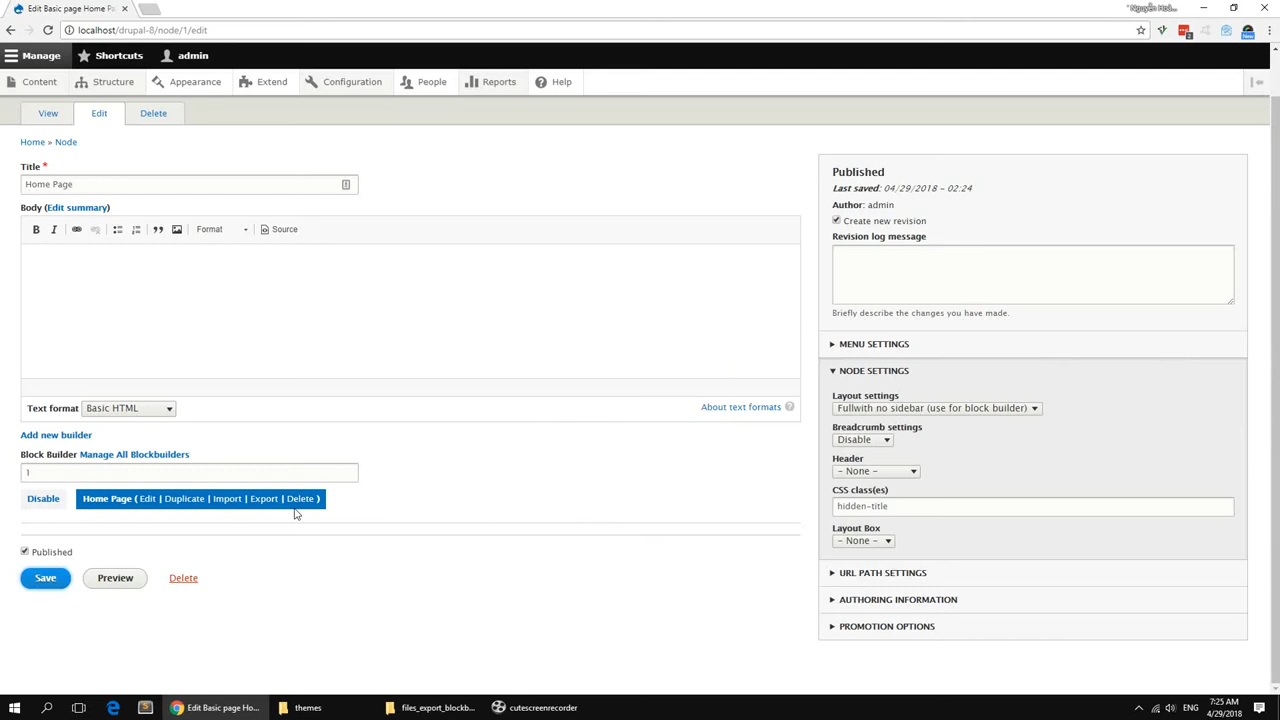 Edit Basic page Home Pa
localhost/drupal-8/node/1/edit
New
Manage Shortcuts admin
Content Structure Appearance Extend Configuration People Reports Help
View Edit Delete
Home » Node
Title *
Home Page
Body (Edit summary)
B I Format Source
Text format Basic HTML About text formats ?
Add new builder
Block Builder Manage All Blockbuilders
1
Disable Home Page ( Edit | Duplicate | Import | Export | Delete )
Published
Save Preview Delete
Published
Last saved: 04/29/2018 - 02:24
Author: admin
Create new revision
Revision log message
Briefly describe the changes you have made.
MENU SETTINGS
NODE SETTINGS
Layout settings
Fullwith no sidebar (use for block builder)
Breadcrumb settings
Disable
Header
- None -
CSS class(es)
hidden-title
Layout Box
- None -
URL PATH SETTINGS
AUTHORING INFORMATION
PROMOTION OPTIONS
Edit Basic page Ho... themes files_export_blockb... cutescreenrecorder ENG 7:25 AM
4/29/2018